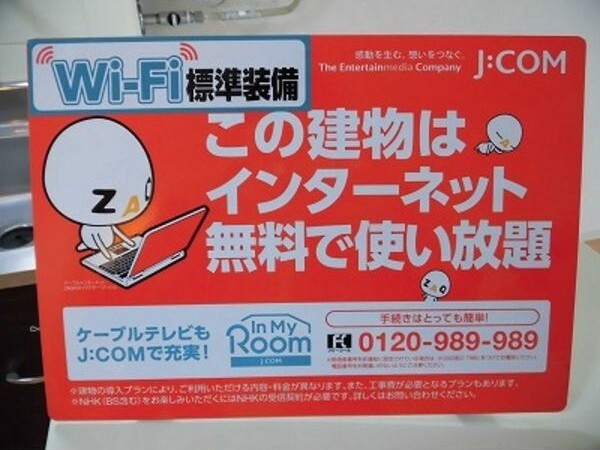 Wi-Fi 標準装備
感動を生む。想いをつなぐ。
The Entertainmedia Company
J:COM
この建物は
インターネット
無料で使い放題
ZAQ
ZAQ
ケーブルテレビも
J:COMで充実!
In My
Room
J:COM
手続きはとっても簡単!
0120-989-989
※建物の導入プランにより、ご利用いただける内容・料金が異なります。また、工事費が必要となるプランもあります。
※NHK(BS含む)をお楽しみいただくにはNHKの受信契約が必要です。詳しくはお問い合わせください。